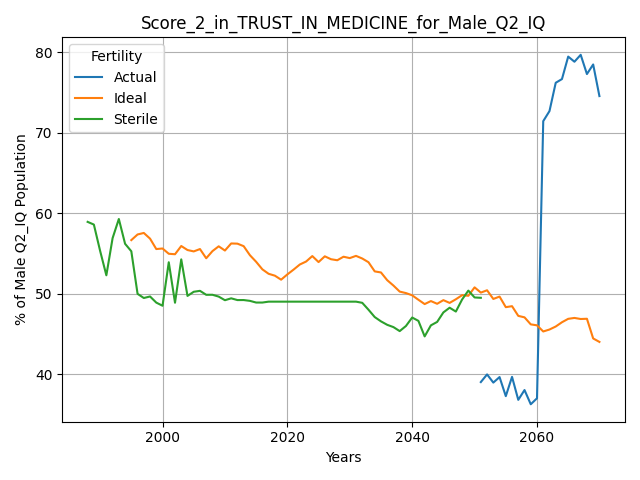 Score_2_in_TRUST_IN_MEDICINE_for_Male_Q2_IQ
Fertility
Actual
Ideal
Sterile
% of Male Q2_IQ Population
80
70
60
50
40
2000
2020
2040
2060
Years